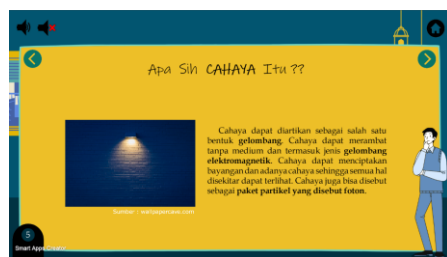 Apa Sih CAHAYA Itu ??
Cahaya dapat diartikan sebagai salah satu
bentuk gelombang. Cahaya dapat merambat
tanpa medium dan termasuk jenis gelombang
elektromagnetik. Cahaya dapat menciptakan
bayangan dan adanya cahaya sehingga semua hal
disekitar dapat terlihat. Cahaya juga bisa disebut
sebagai paket partikel yang disebut foton.
Sumber : wallpapercave.com
5
Smart Apps Creator